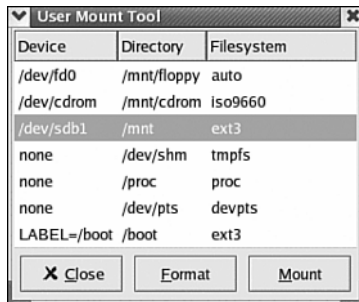 User Mount Tool
Device Directory Filesystem
/dev/fd0 /mnt/floppy auto
/dev/cdrom /mnt/cdrom iso9660
/dev/sdb1 /mnt ext3
none /dev/shm tmpfs
none /proc proc
none /dev/pts devpts
LABEL=/boot /boot ext3
Close Format Mount